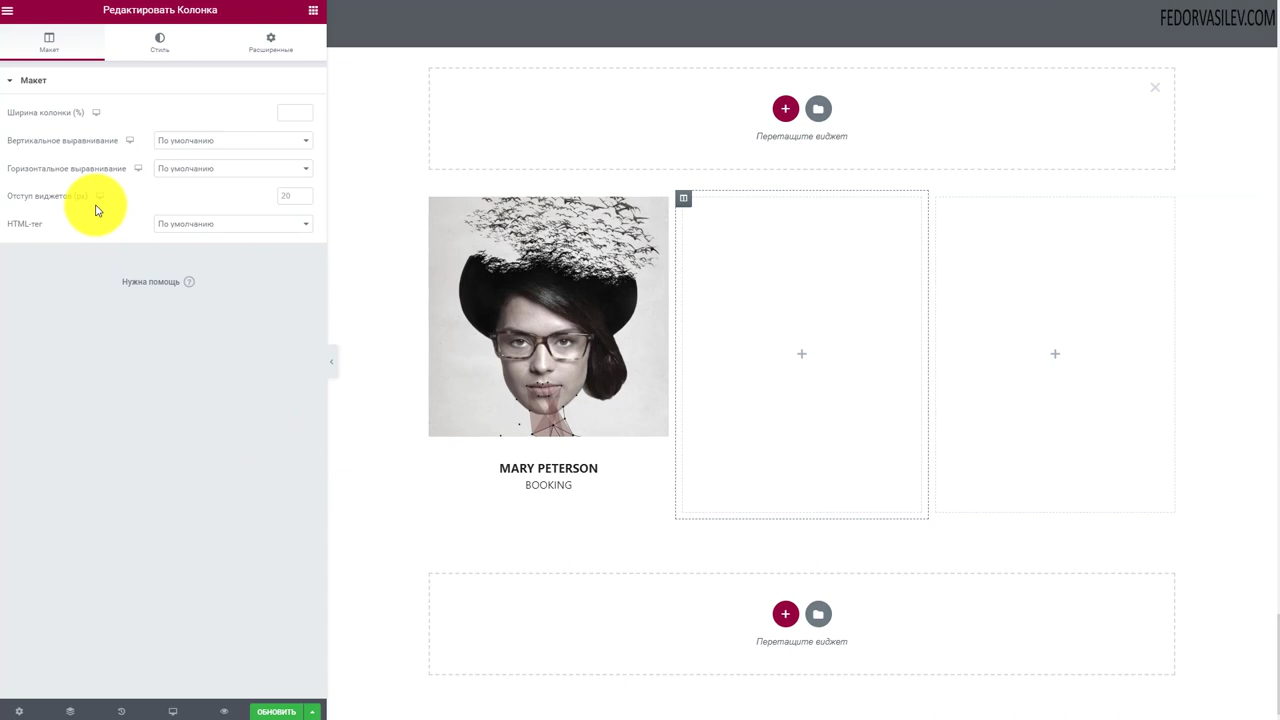 Редактировать Колонка
FEDORVASILEV.COM
Макет
Стиль
Расширенные
Макет
Ширина колонки (%)
Вертикальное выравнивание
По умолчанию
Горизонтальное выравнивание
По умолчанию
Отступ виджетов (px)
20
HTML-тег
По умолчанию
Нужна помощь
Перетащите виджет
MARY PETERSON
BOOKING
Перетащите виджет
ОБНОВИТЬ